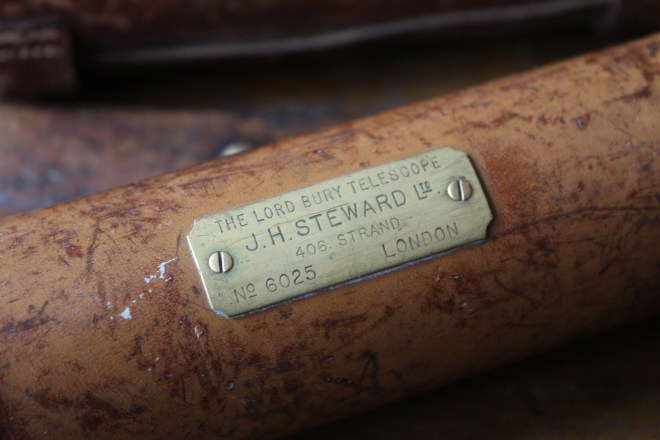 THE LORD BURY TELESCOPE
J.H. STEWARD LTD
406. STRAND
LONDON
No 6025